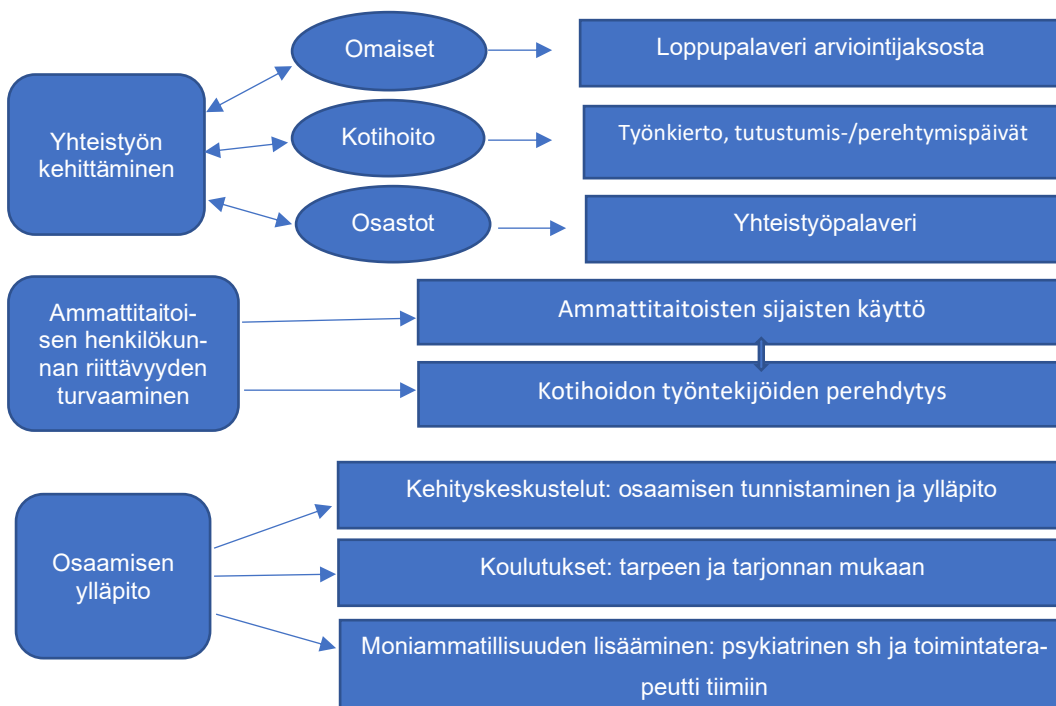 Omaiset
Loppupalaveri arviointijaksosta
Yhteistyön
kehittäminen
Kotihoito
Työnkierto, tutustumis-/perehtymispäivät
Osastot
Yhteistyöpalaveri
Ammattitaitoi-
sen henkilökun-
nan riittävyyden
turvaaminen
Ammattitaitoisten sijaisten käyttö
Kotihoidon työntekijöiden perehdytys
Osaamisen
ylläpito
Kehityskeskustelut: osaamisen tunnistaminen ja ylläpito
Koulutukset: tarpeen ja tarjonnan mukaan
Moniammatillisuuden lisääminen: psykiatrinen sh ja toimintatera-
peutti tiimiin